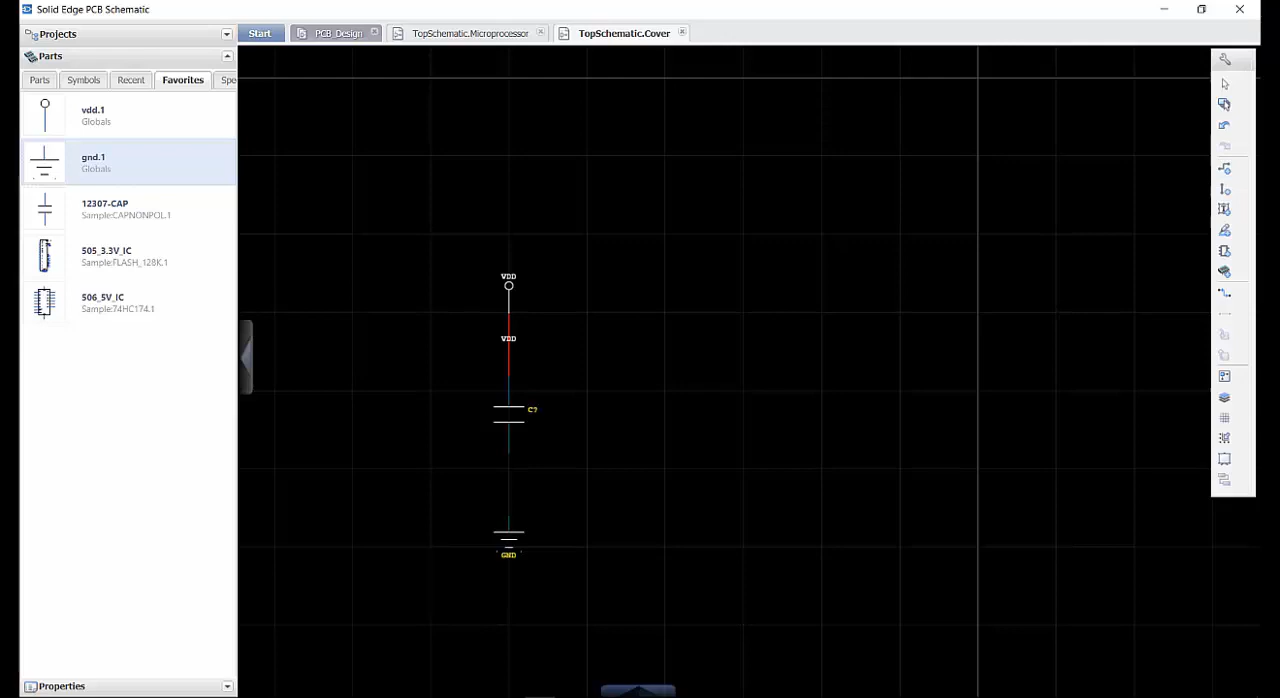 Solid Edge PCB Schematic
Projects
Start
PCB_Design
TopSchematic.Microprocessor
TopSchematic.Cover
Parts
Parts
Symbols
Recent
Favorites
Spe
vdd.1
Globals
gnd.1
Globals
12307-CAP
Sample:CAPNONPOL.1
505_3.3V_IC
Sample:FLASH_128K.1
506_5V_IC
Sample:74HC174.1
VDD
VDD
C?
GND
Properties